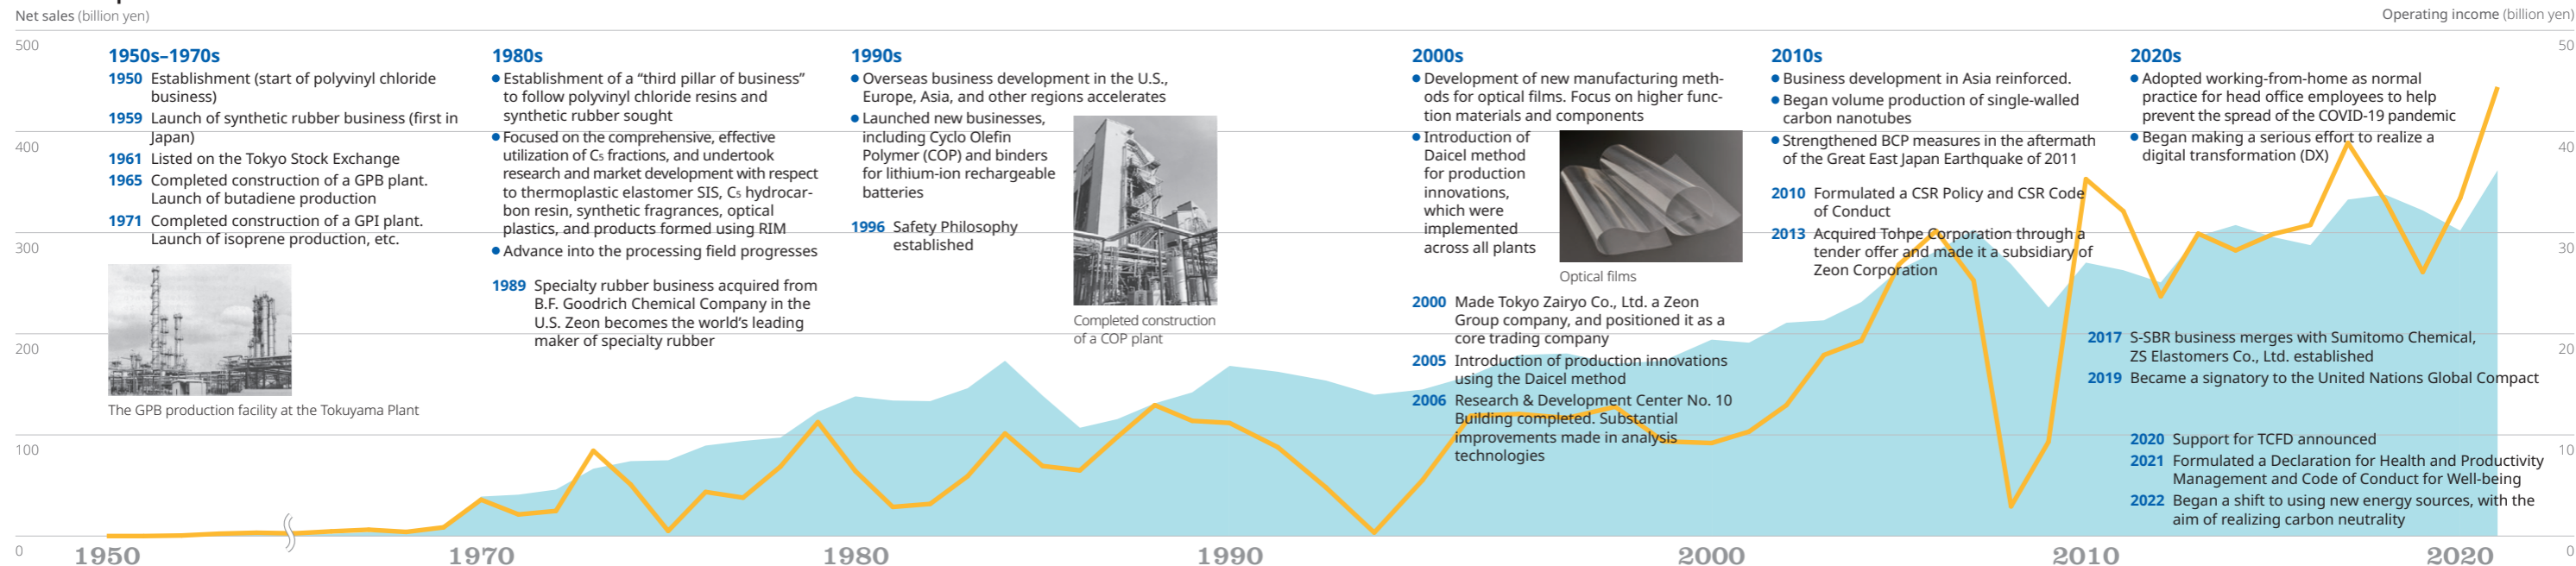 Net sales (billion yen)
Operating income (billion yen)
500
400
300
200
100
0
50
40
30
20
10
0
1950s–1970s
1950 Establishment (start of polyvinyl chloride
business)
1959 Launch of synthetic rubber business (first in
Japan)
1961 Listed on the Tokyo Stock Exchange
1965 Completed construction of a GPB plant.
Launch of butadiene production
1971 Completed construction of a GPI plant.
Launch of isoprene production, etc.
The GPB production facility at the Tokuyama Plant
1980s
● Establishment of a “third pillar of business”
to follow polyvinyl chloride resins and
synthetic rubber sought
● Focused on the comprehensive, effective
utilization of C₅ fractions, and undertook
research and market development with respect
to thermoplastic elastomer SIS, C₅ hydrocar-
bon resin, synthetic fragrances, optical
plastics, and products formed using RIM
● Advance into the processing field progresses
1989 Specialty rubber business acquired from
B.F. Goodrich Chemical Company in the
U.S. Zeon becomes the world’s leading
maker of specialty rubber
1990s
● Overseas business development in the U.S.,
Europe, Asia, and other regions accelerates
● Launched new businesses,
including Cyclo Olefin
Polymer (COP) and binders
for lithium-ion rechargeable
batteries
1996 Safety Philosophy
established
Completed construction
of a COP plant
2000s
● Development of new manufacturing meth-
ods for optical films. Focus on higher func-
tion materials and components
● Introduction of
Daicel method
for production
innovations,
which were
implemented
across all plants
Optical films
2000 Made Tokyo Zairyo Co., Ltd. a Zeon
Group company, and positioned it as a
core trading company
2005 Introduction of production innovations
using the Daicel method
2006 Research & Development Center No. 10
Building completed. Substantial
improvements made in analysis
technologies
2010s
● Business development in Asia reinforced.
● Began volume production of single-walled
carbon nanotubes
● Strengthened BCP measures in the aftermath
of the Great East Japan Earthquake of 2011
2010 Formulated a CSR Policy and CSR Code
of Conduct
2013 Acquired Tohpe Corporation through a
tender offer and made it a subsidiary of
Zeon Corporation
2017 S-SBR business merges with Sumitomo Chemical,
ZS Elastomers Co., Ltd. established
2019 Became a signatory to the United Nations Global Compact
2020s
● Adopted working-from-home as normal
practice for head office employees to help
prevent the spread of the COVID-19 pandemic
● Began making a serious effort to realize a
digital transformation (DX)
2020 Support for TCFD announced
2021 Formulated a Declaration for Health and Productivity
Management and Code of Conduct for Well-being
2022 Began a shift to using new energy sources, with the
aim of realizing carbon neutrality
1950
1970
1980
1990
2000
2010
2020